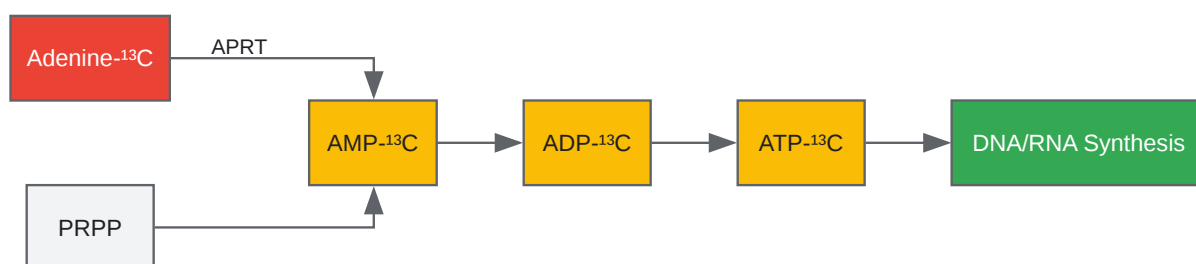 Adenine-¹³C
APRT
AMP-¹³C
ADP-¹³C
ATP-¹³C
DNA/RNA Synthesis
PRPP